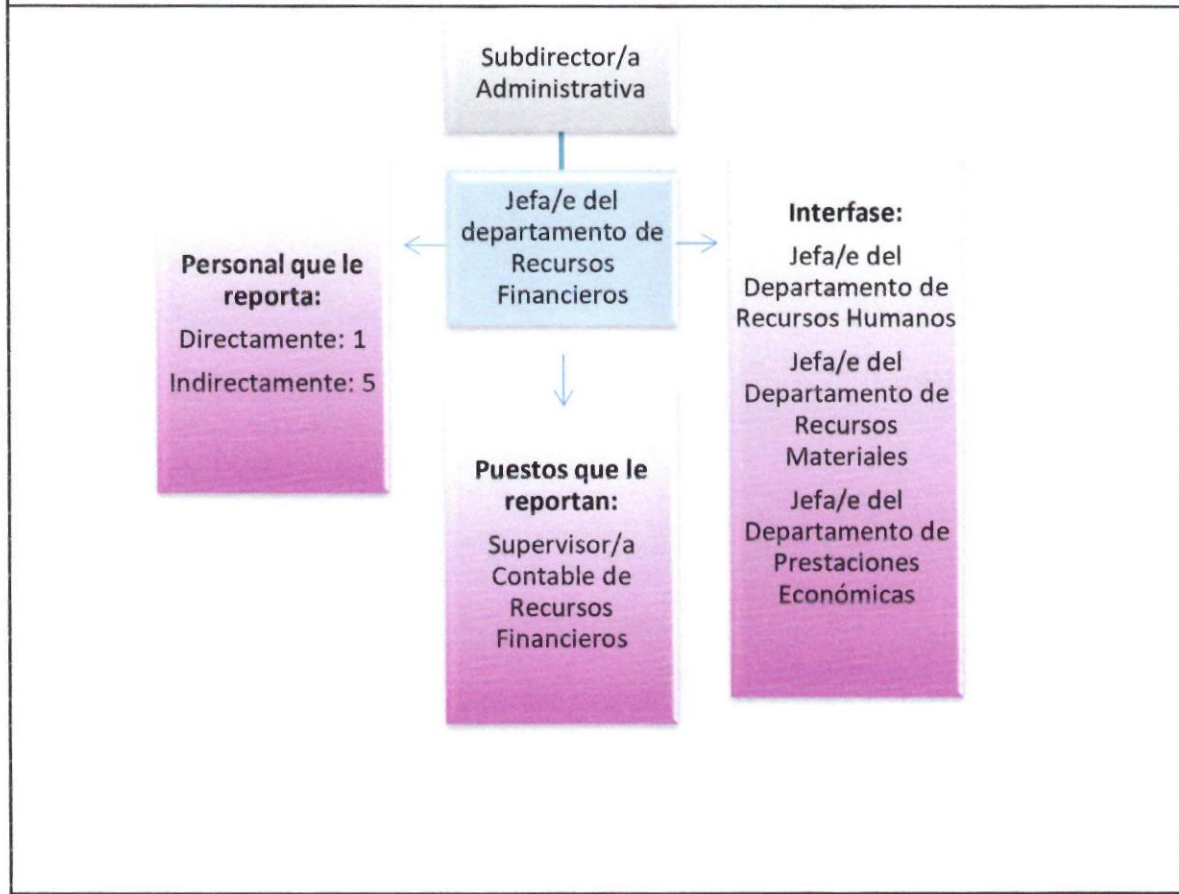 Subdirector/a
Administrativa
Jefa/e del
departamento de
Recursos
Financieros
Personal que le
reporta:
Directamente: 1
Indirectamente: 5
Puestos que le
reportan:
Supervisor/a
Contable de
Recursos
Financieros
Interfase:
Jefa/e del
Departamento de
Recursos Humanos
Jefa/e del
Departamento de
Recursos
Materiales
Jefa/e del
Departamento de
Prestaciones
Económicas